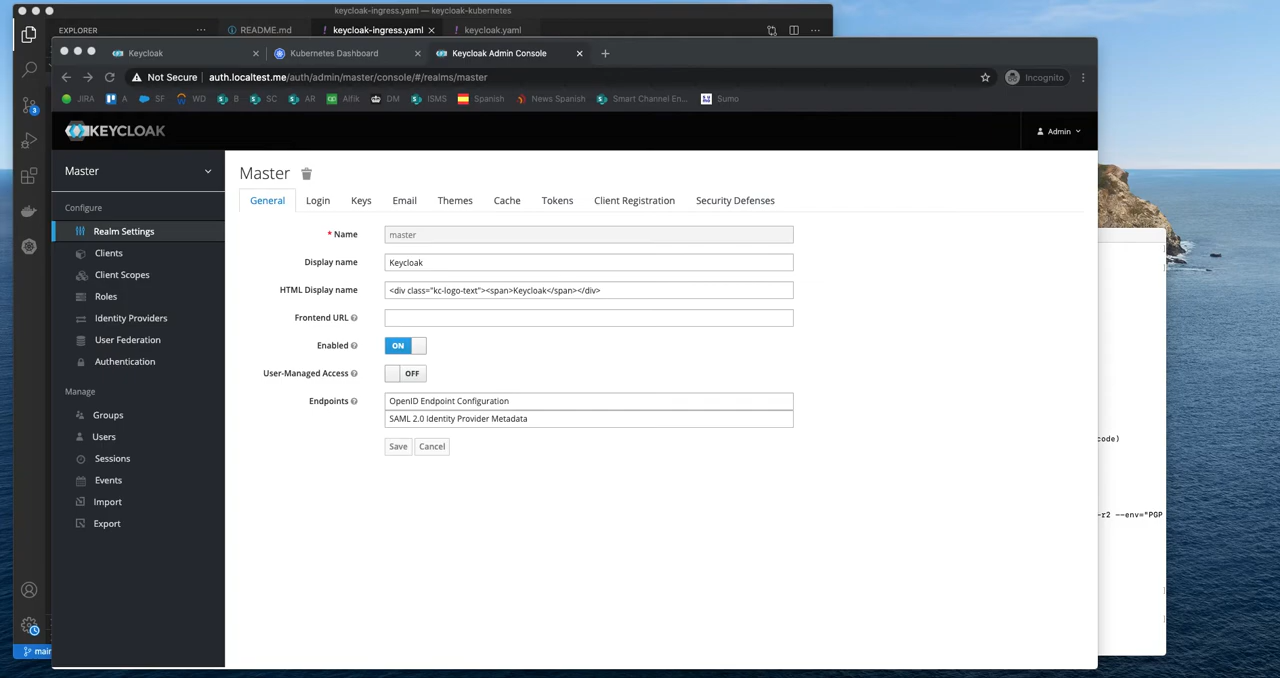 keycloak-ingress.yaml — keycloak-kubernetes
EXPLORER ··· README.md ! keycloak-ingress.yaml × ! keycloak.yaml ···
Keycloak × Kubernetes Dashboard × Keycloak Admin Console × +
Not Secure | auth.localtest.me/auth/admin/master/console/#/realms/master Incognito
JIRA A SF WD B SC AR Alfik DM ISMS Spanish News Spanish Smart Channel En... Sumo
KEYCLOAK Admin
Master
Configure
Realm Settings
Clients
Client Scopes
Roles
Identity Providers
User Federation
Authentication
Manage
Groups
Users
Sessions
Events
Import
Export
Master
General Login Keys Email Themes Cache Tokens Client Registration Security Defenses
* Name master
Display name Keycloak
HTML Display name <div class="kc-logo-text"><span>Keycloak</span></div>
Frontend URL
Enabled ON
User-Managed Access OFF
Endpoints OpenID Endpoint Configuration
SAML 2.0 Identity Provider Metadata
Save Cancel
code)
-r2 --env="PGP
3
main